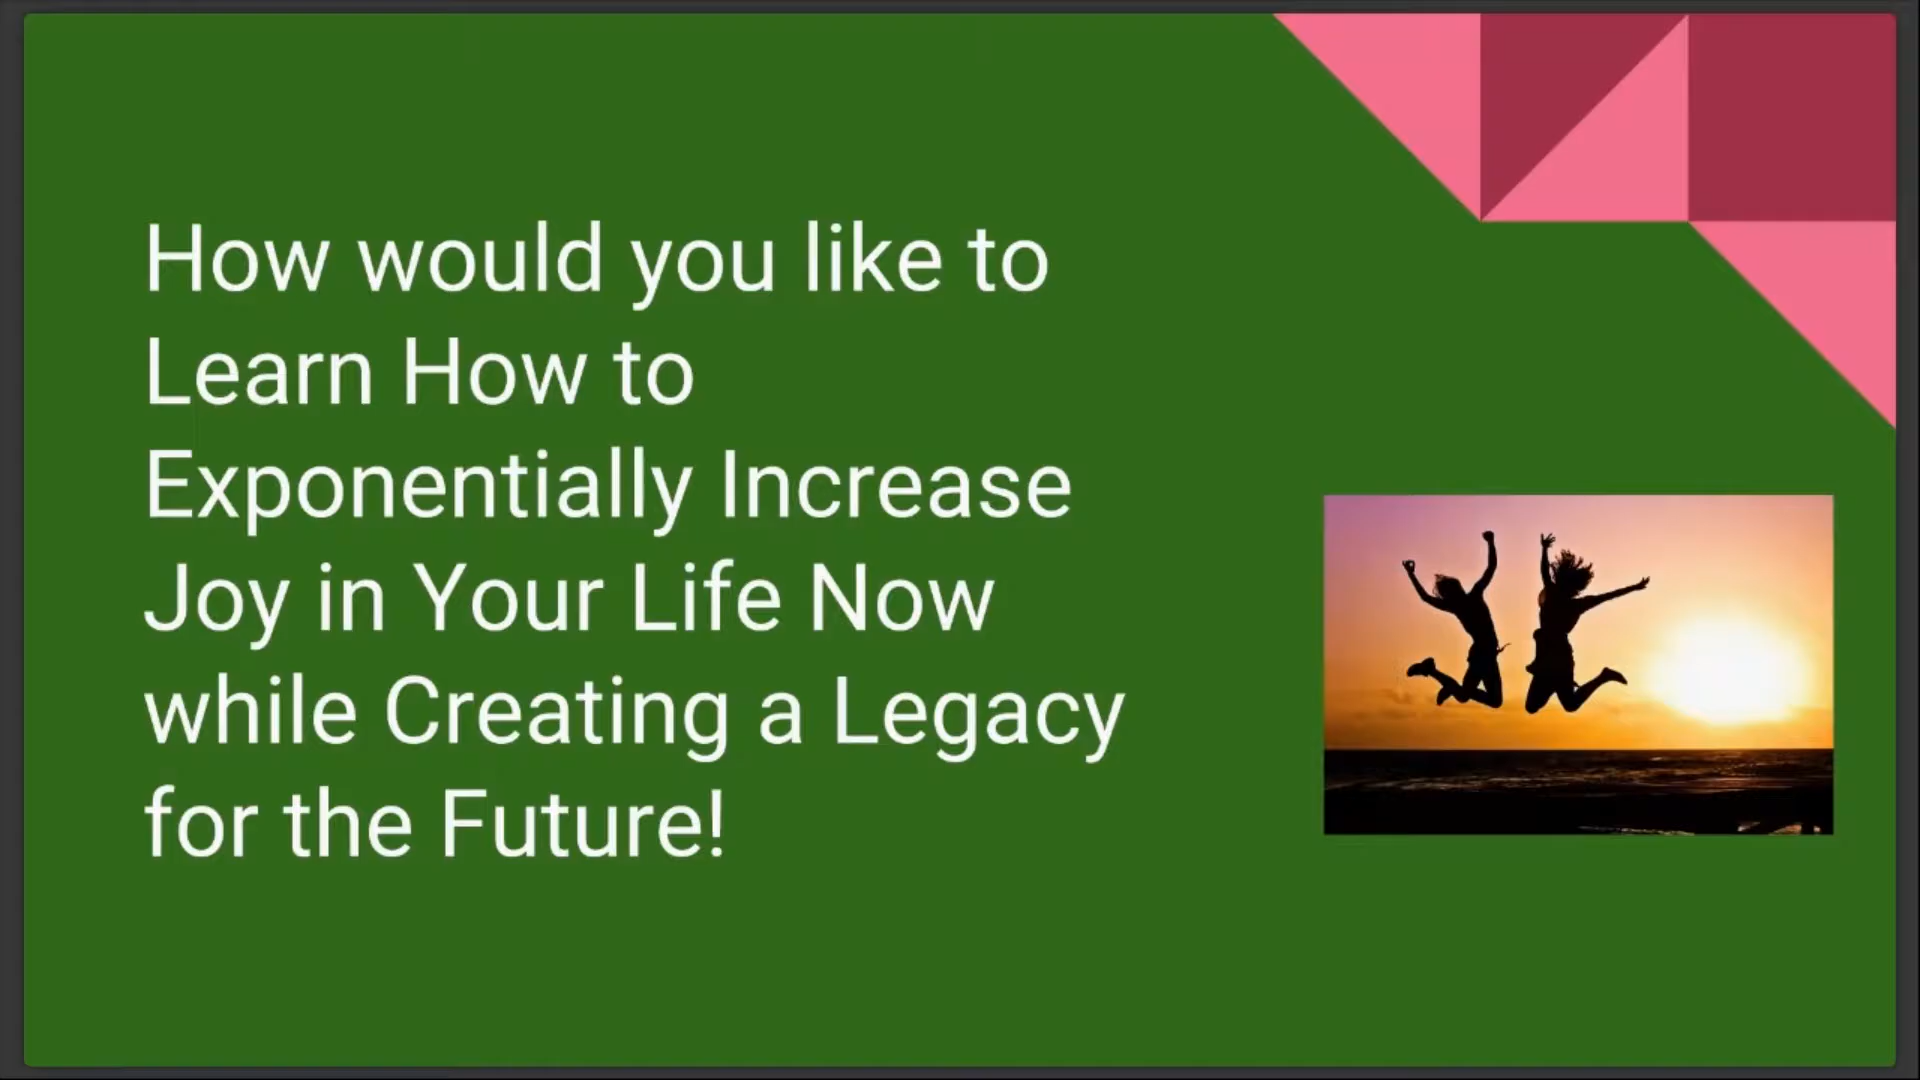 How would you like to
Learn How to
Exponentially Increase
Joy in Your Life Now
while Creating a Legacy
for the Future!